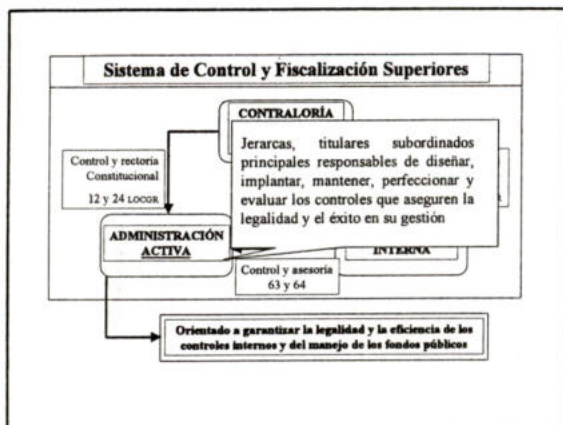 Sistema de Control y Fiscalización Superiores
CONTRALORÍA
Jerarcas, titulares subordinados
principales responsables de diseñar,
implantar, mantener, perfeccionar y
evaluar los controles que aseguren la
legalidad y el éxito en su gestión
Control y rectoría
Constitucional
12 y 24 LOCGR
ADMINISTRACIÓN
ACTIVA
INTERNA
Control y asesoría
63 y 64
Orientado a garantizar la legalidad y la eficiencia de los
controles internos y del manejo de los fondos públicos